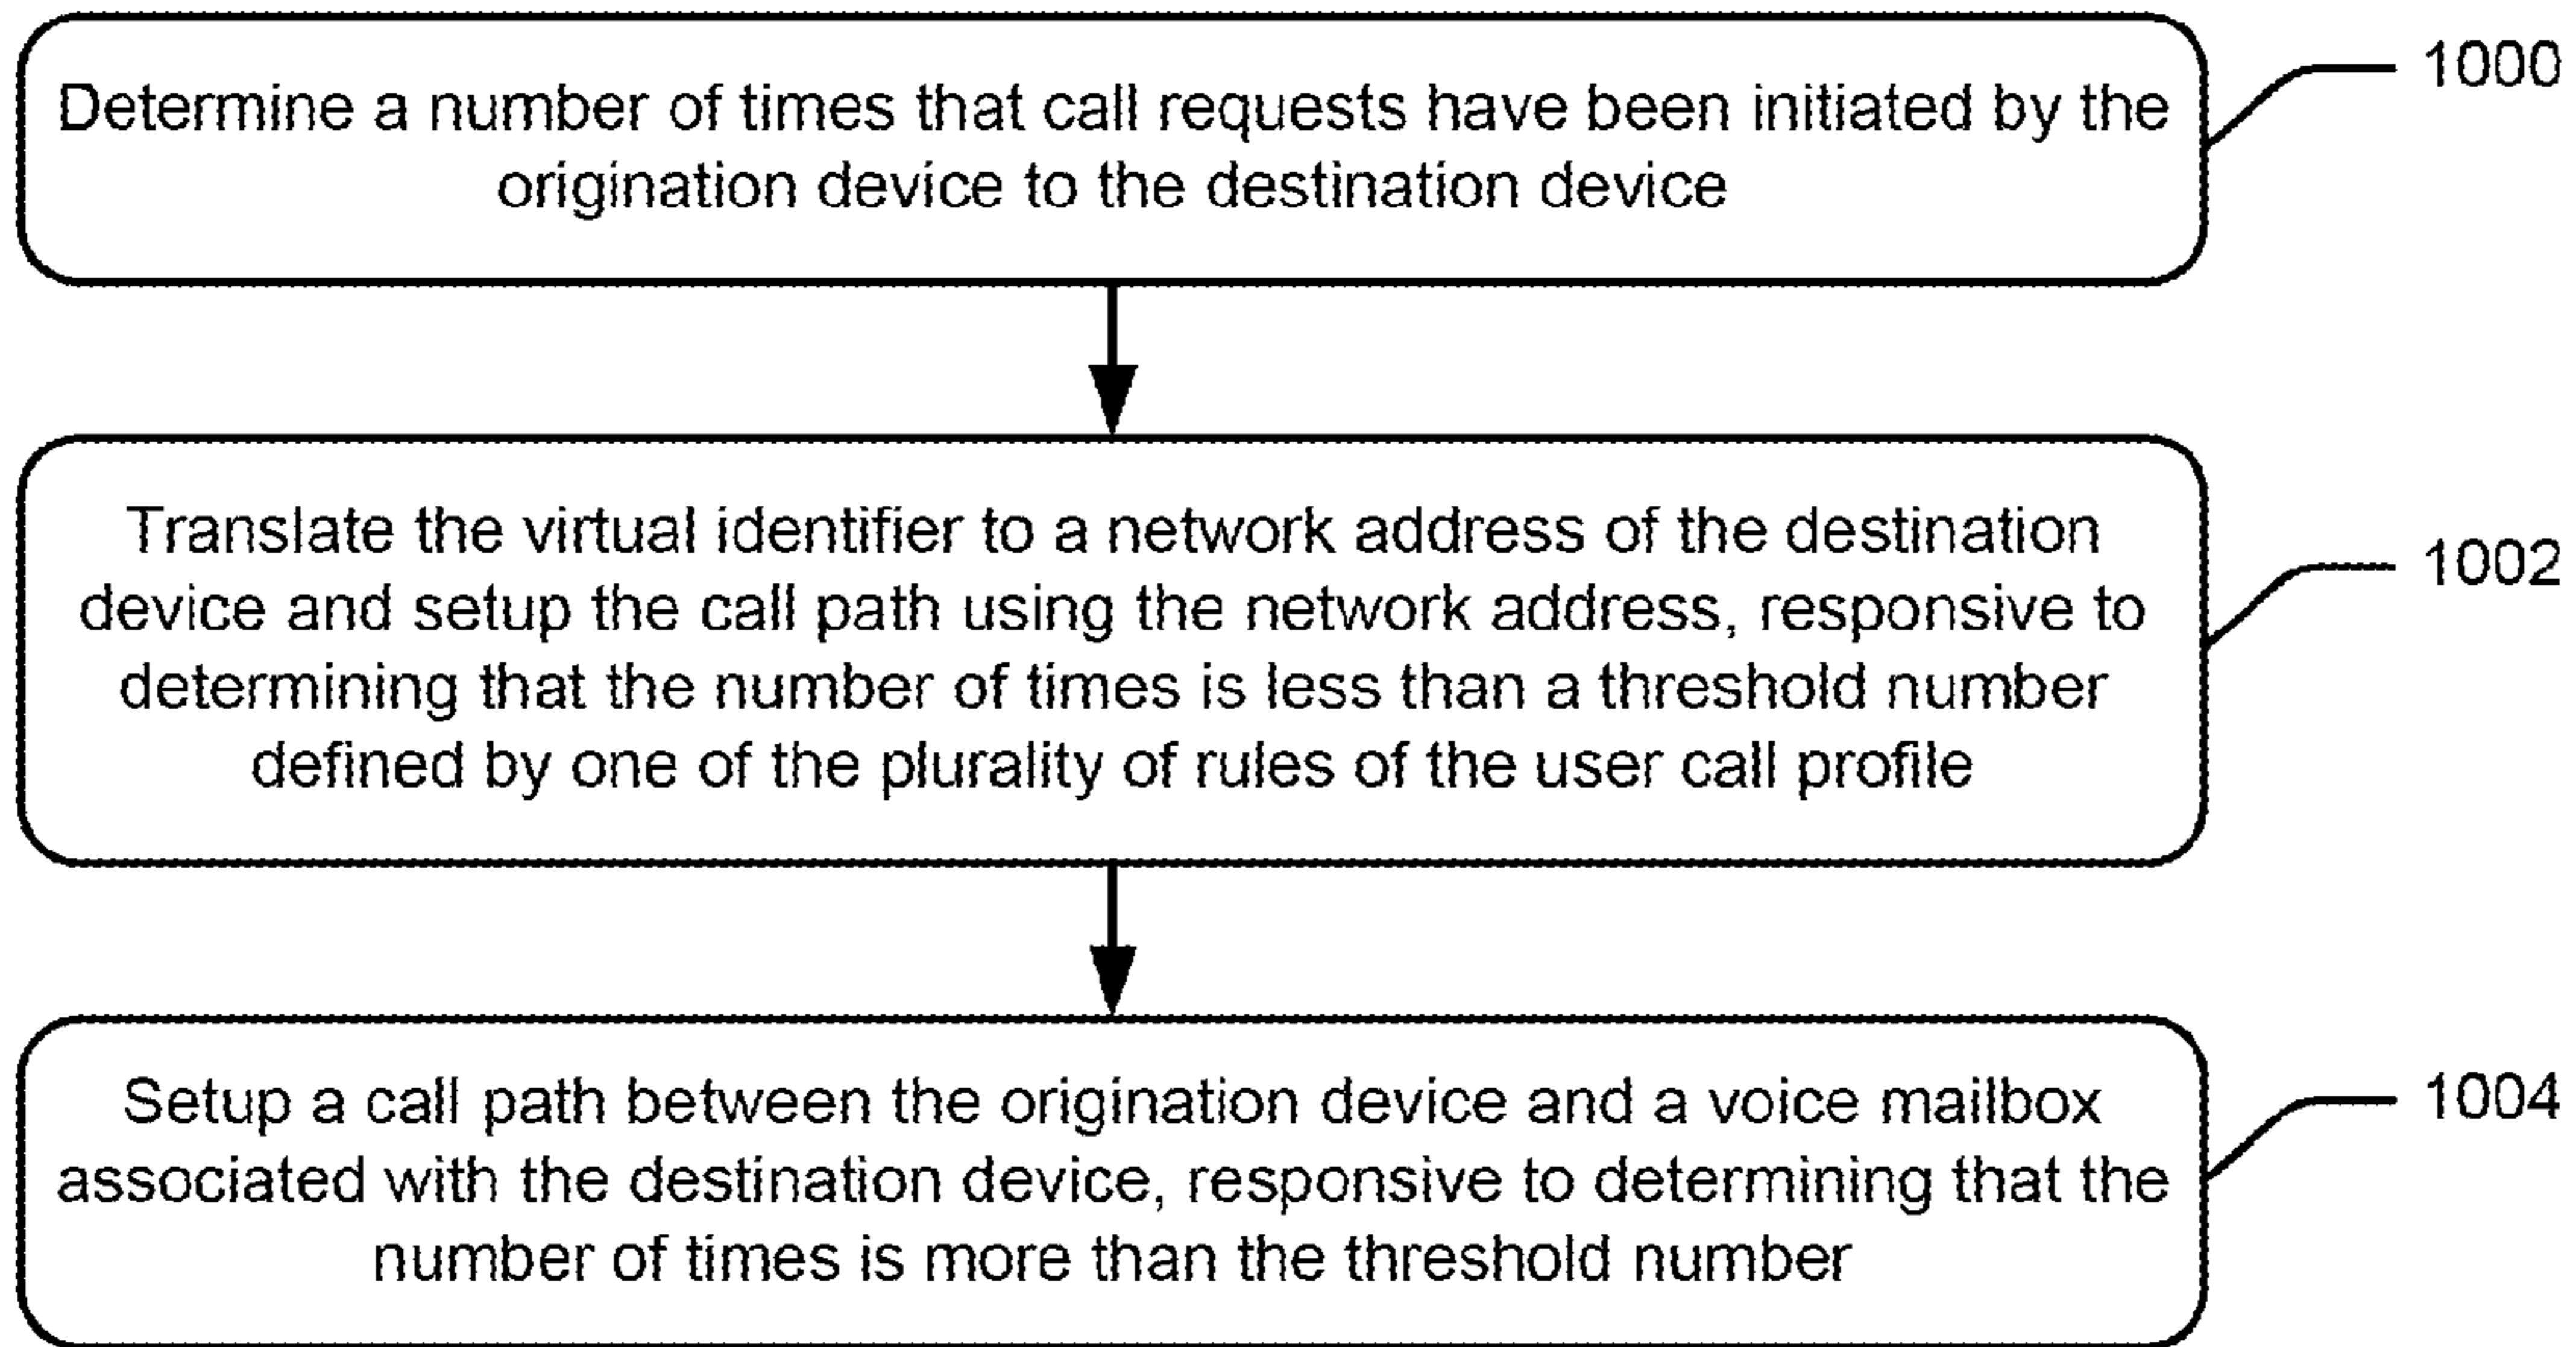 Determine a number of times that call requests have been initiated by the
origination device to the destination device
1000
Translate the virtual identifier to a network address of the destination
device and setup the call path using the network address, responsive to
determining that the number of times is less than a threshold number
defined by one of the plurality of rules of the user call profile
1002
Setup a call path between the origination device and a voice mailbox
associated with the destination device, responsive to determining that the
number of times is more than the threshold number
1004